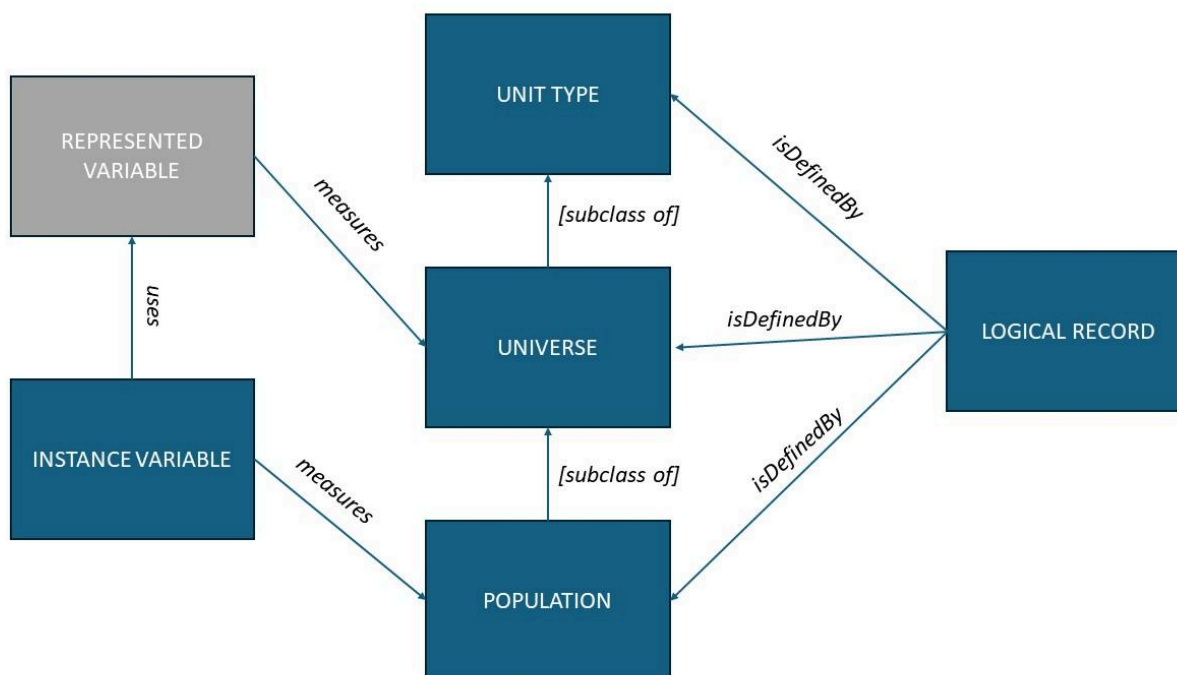 UNIT TYPE
REPRESENTED
VARIABLE
isDefinedBy
measures
[subclass of]
uses
UNIVERSE
isDefinedBy
LOGICAL RECORD
INSTANCE VARIABLE
measures
[subclass of]
isDefinedBy
POPULATION